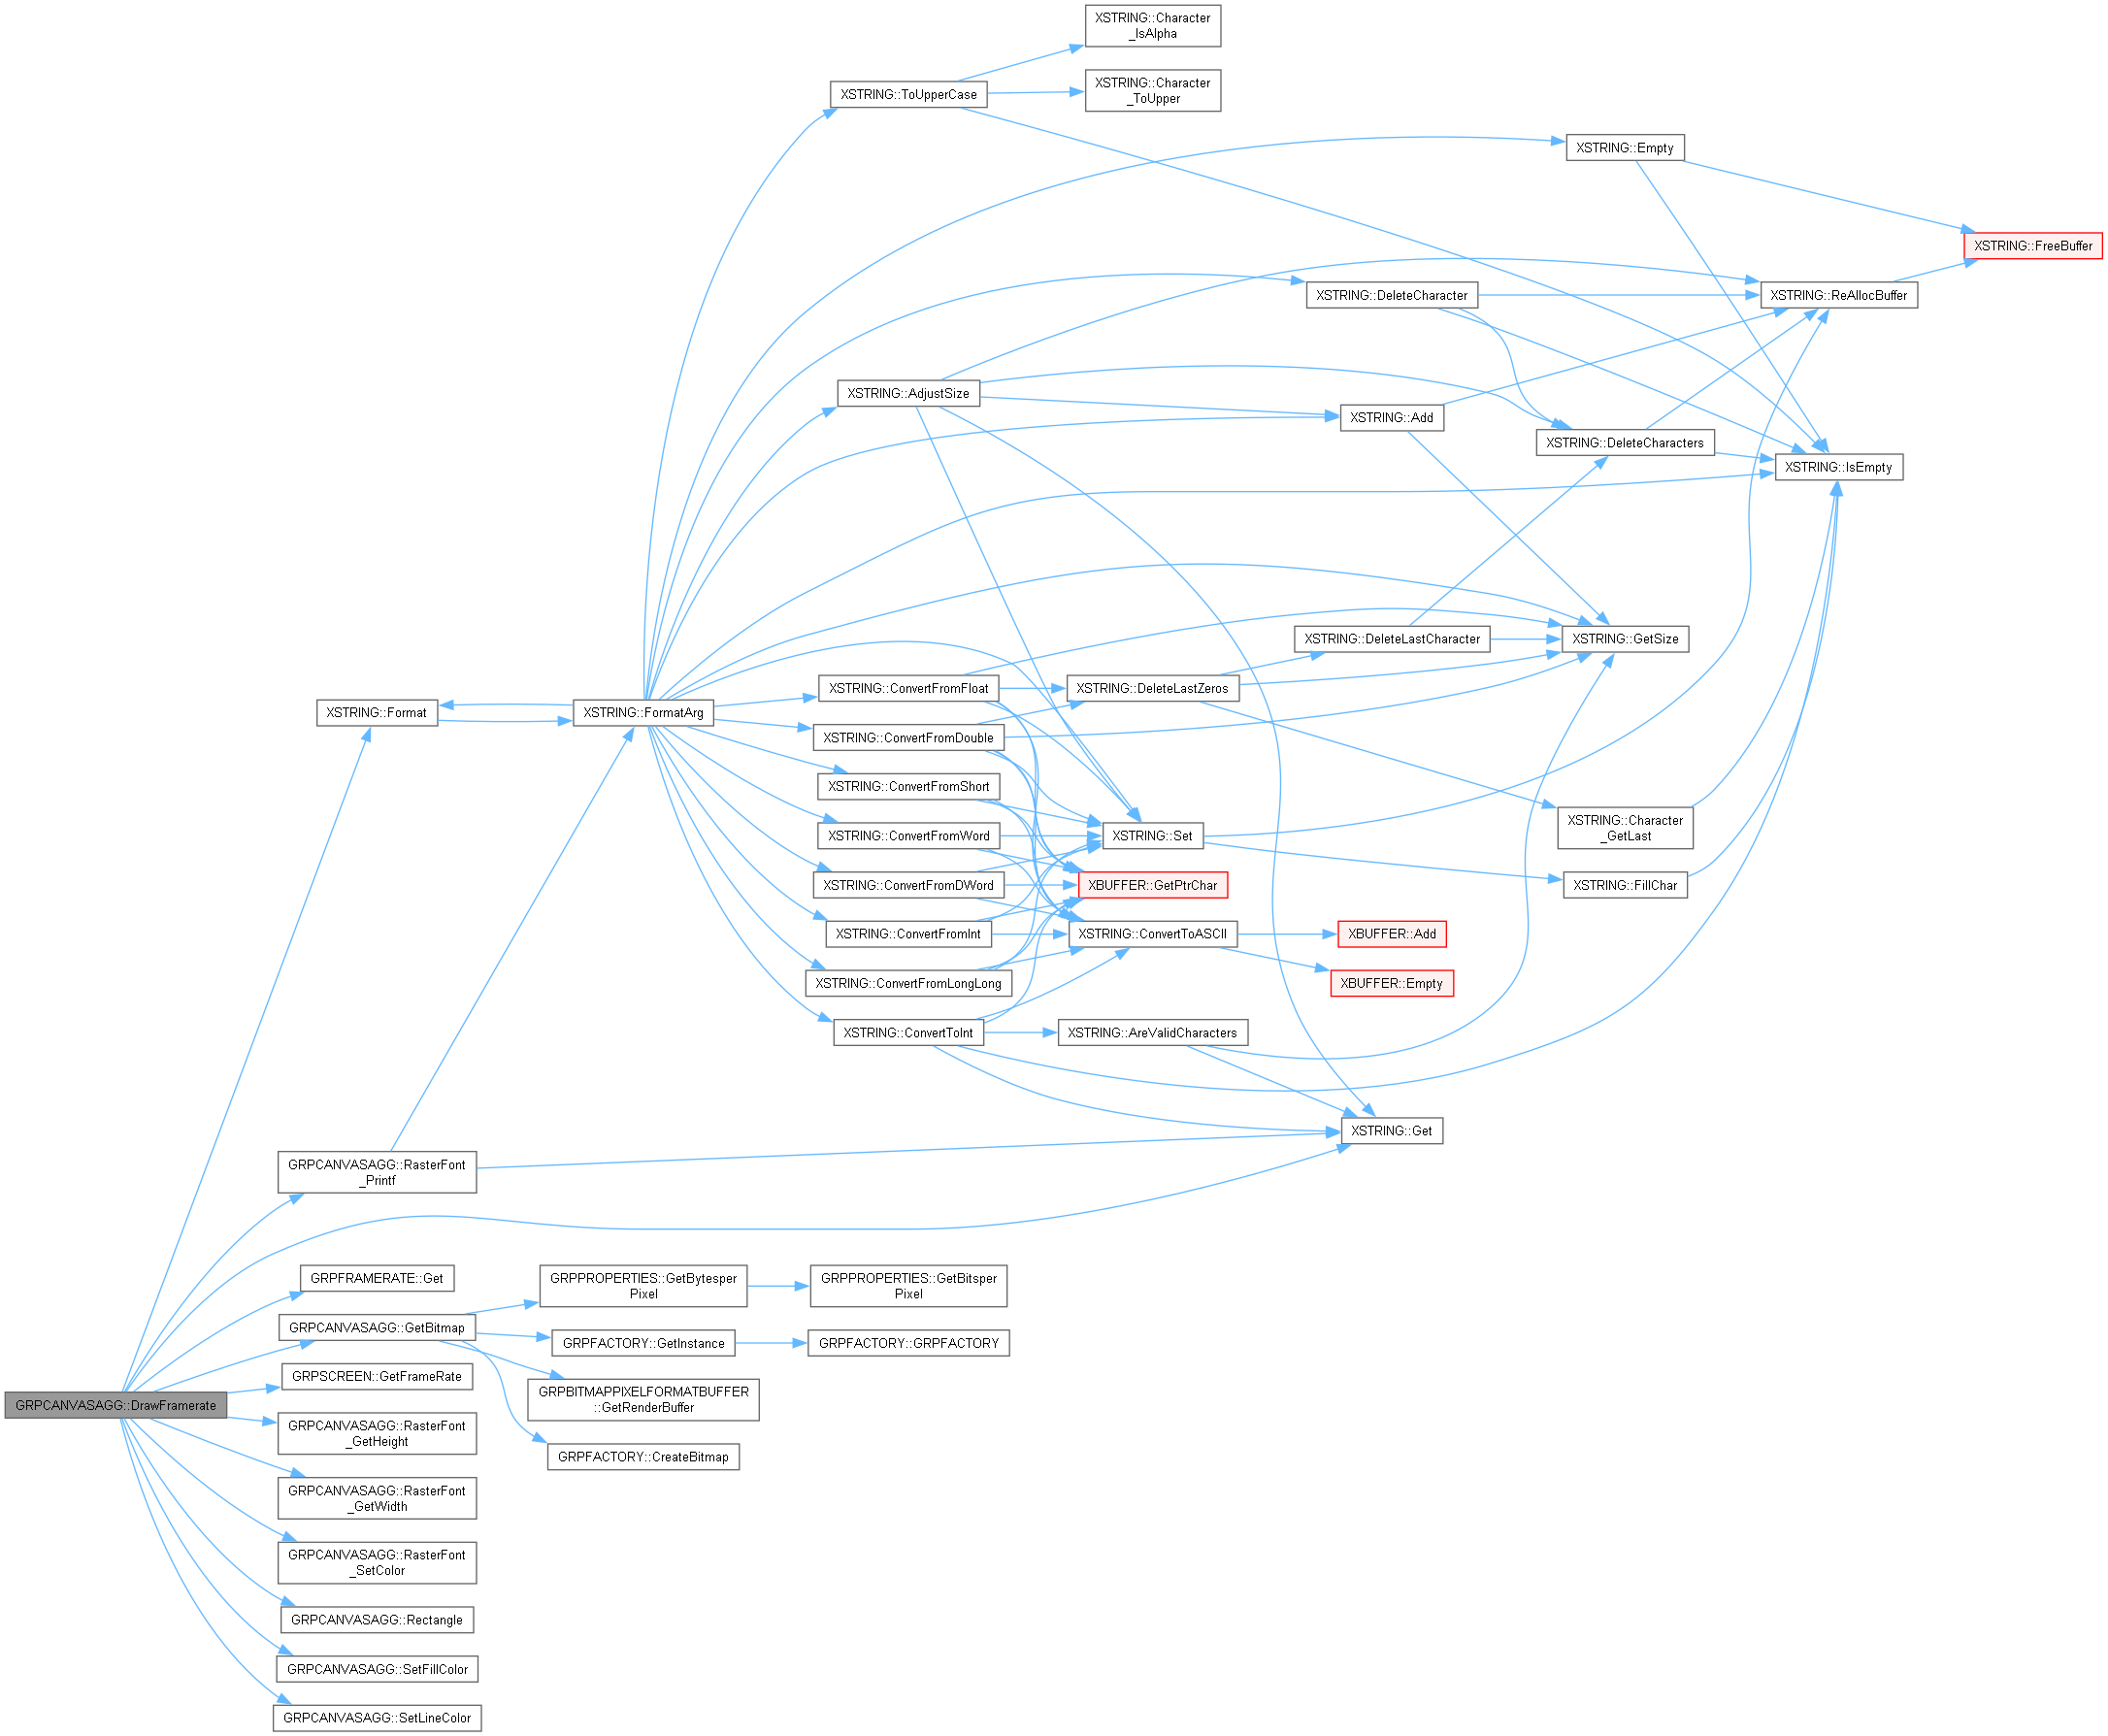 XSTRING::Character
_IsAlpha
XSTRING::Character
_ToUpper
XSTRING::ToUpperCase
XSTRING::Empty
XSTRING::FreeBuffer
XSTRING::DeleteCharacter
XSTRING::ReAllocBuffer
XSTRING::AdjustSize
XSTRING::Add
XSTRING::DeleteCharacters
XSTRING::IsEmpty
XSTRING::DeleteLastCharacter
XSTRING::GetSize
XSTRING::ConvertFromFloat
XSTRING::DeleteLastZeros
XSTRING::Format
XSTRING::FormatArg
XSTRING::ConvertFromDouble
XSTRING::ConvertFromShort
XSTRING::ConvertFromWord
XSTRING::Set
XSTRING::Character
_GetLast
XSTRING::ConvertFromDWord
XBUFFER::GetPtrChar
XSTRING::FillChar
XSTRING::ConvertFromInt
XSTRING::ConvertToASCII
XBUFFER::Add
XSTRING::ConvertFromLongLong
XBUFFER::Empty
XSTRING::ConvertToInt
XSTRING::AreValidCharacters
XSTRING::Get
GRPCANVASAGG::RasterFont
_Printf
GRPFRAMERATE::Get
GRPPROPERTIES::GetBytesper
Pixel
GRPPROPERTIES::GetBitsper
Pixel
GRPCANVASAGG::GetBitmap
GRPFACTORY::GetInstance
GRPFACTORY::GRPFACTORY
GRPSCREEN::GetFrameRate
GRPBITMAPPIXELFORMATBUFFER
::GetRenderBuffer
GRPCANVASAGG::DrawFramerate
GRPCANVASAGG::RasterFont
_GetHeight
GRPFACTORY::CreateBitmap
GRPCANVASAGG::RasterFont
_GetWidth
GRPCANVASAGG::RasterFont
_SetColor
GRPCANVASAGG::Rectangle
GRPCANVASAGG::SetFillColor
GRPCANVASAGG::SetLineColor